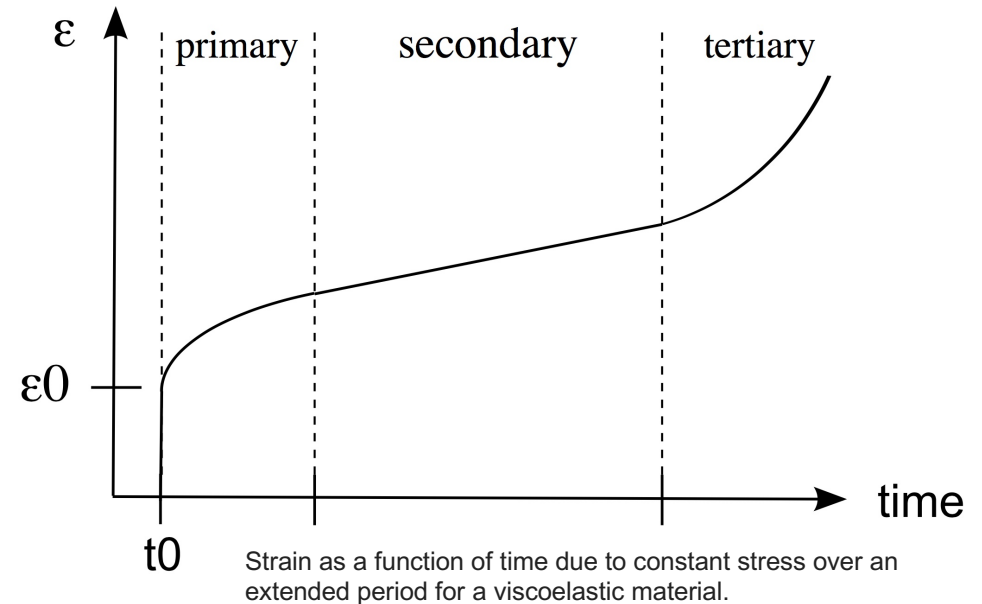 ε
primary
secondary
tertiary
ε0
time
t0
Strain as a function of time due to constant stress over an
extended period for a viscoelastic material.